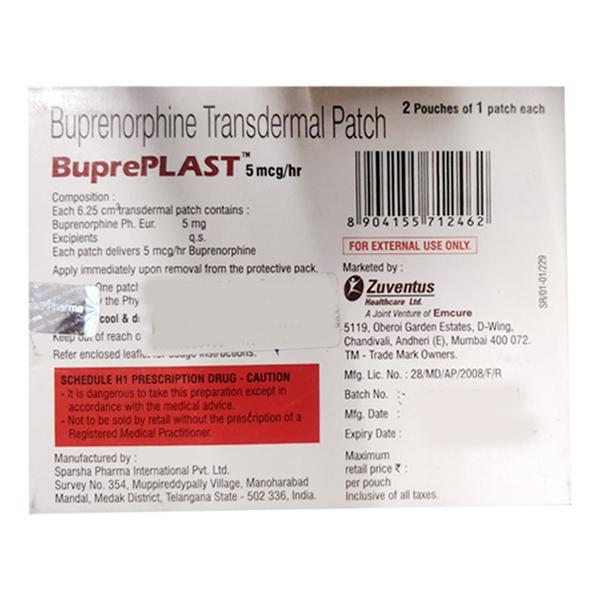 Buprenorphine Transdermal Patch
2 Pouches of 1 patch each
BuprePLAST™ 5 mcg/hr
Composition :
Each 6.25 cm² transdermal patch contains :
Buprenorphine Ph. Eur. 5 mg
Excipients q.s.
Each patch delivers 5 mcg/hr Buprenorphine
Apply immediately upon removal from the protective pack.
One patch
y the Phy
cool & d
Keep out of reach o
Refer enclosed leaflet for usage instructions.
SCHEDULE H1 PRESCRIPTION DRUG - CAUTION
- It is dangerous to take this preparation except in
accordance with the medical advice.
- Not to be sold by retail without the prescription of a
Registered Medical Practitioner.
Manufactured by :
Sparsha Pharma International Pvt. Ltd.
Survey No. 354, Muppireddypally Village, Manoharabad
Mandal, Medak District, Telangana State - 502 336, India.
8 904155 712462
FOR EXTERNAL USE ONLY.
Marketed by :
Zuventus
Healthcare Ltd.
A Joint Venture of Emcure
5119, Oberoi Garden Estates, D-Wing,
Chandivali, Andheri (E), Mumbai 400 072.
TM - Trade Mark Owners.
Mfg. Lic. No. : 28/MD/AP/2008/F/R
Batch No. :-
Mfg. Date :
Expiry Date :
Maximum
retail price ₹ :
per pouch
Inclusive of all taxes.
SR/01-01/229
Pharma